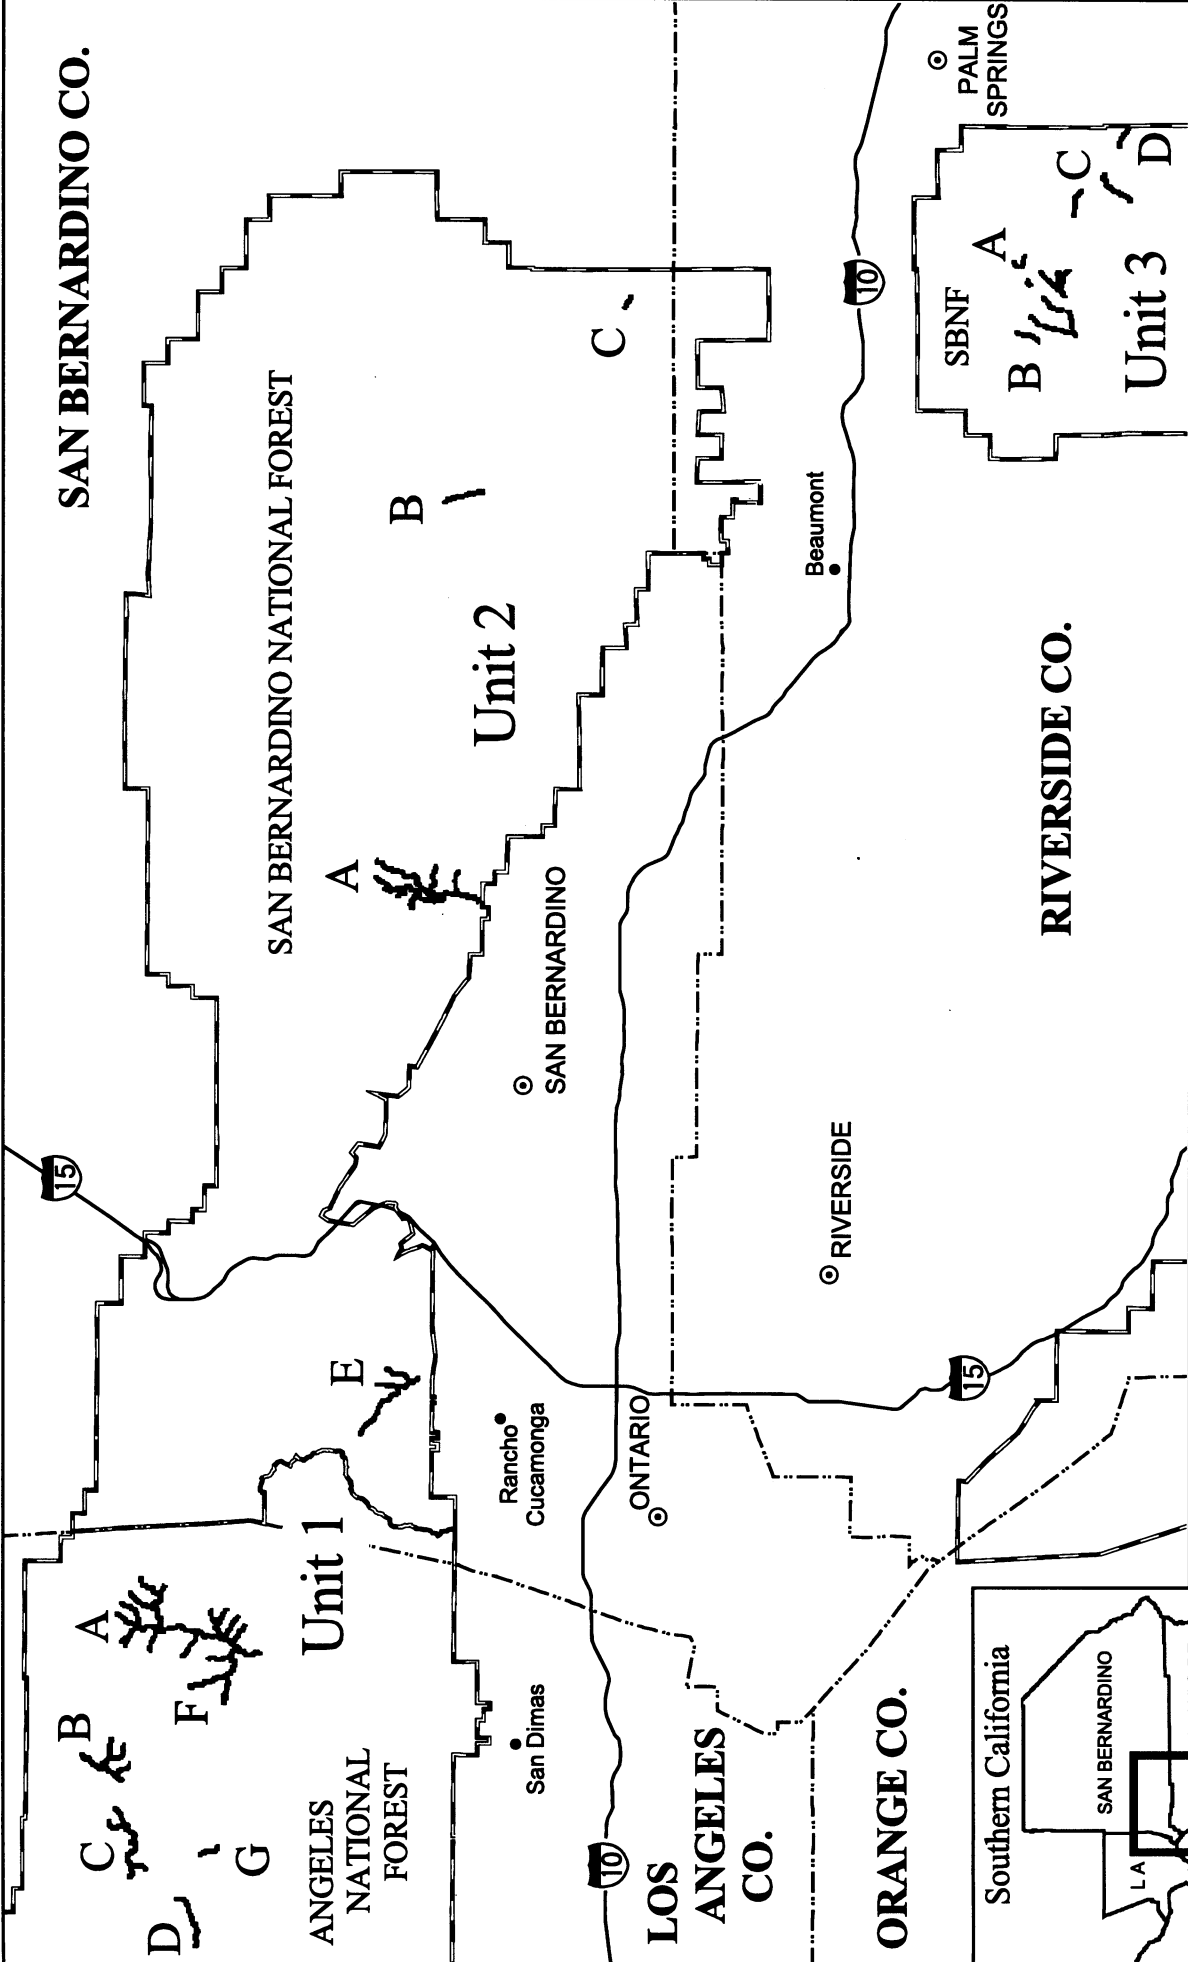 SAN BERNARDINO CO.
15
A
B
C
D
F
G
E
Unit 1
ANGELES
NATIONAL
FOREST
SAN BERNARDINO NATIONAL FOREST
A
B
C
Unit 2
San Dimas
Rancho
Cucamonga
SAN BERNARDINO
ONTARIO
10
LOS
ANGELES
CO.
RIVERSIDE
Beaumont
10
PALM
SPRINGS
SBNF
A
B
C
D
Unit 3
15
ORANGE CO.
RIVERSIDE CO.
Southern California
SAN BERNARDINO
LA